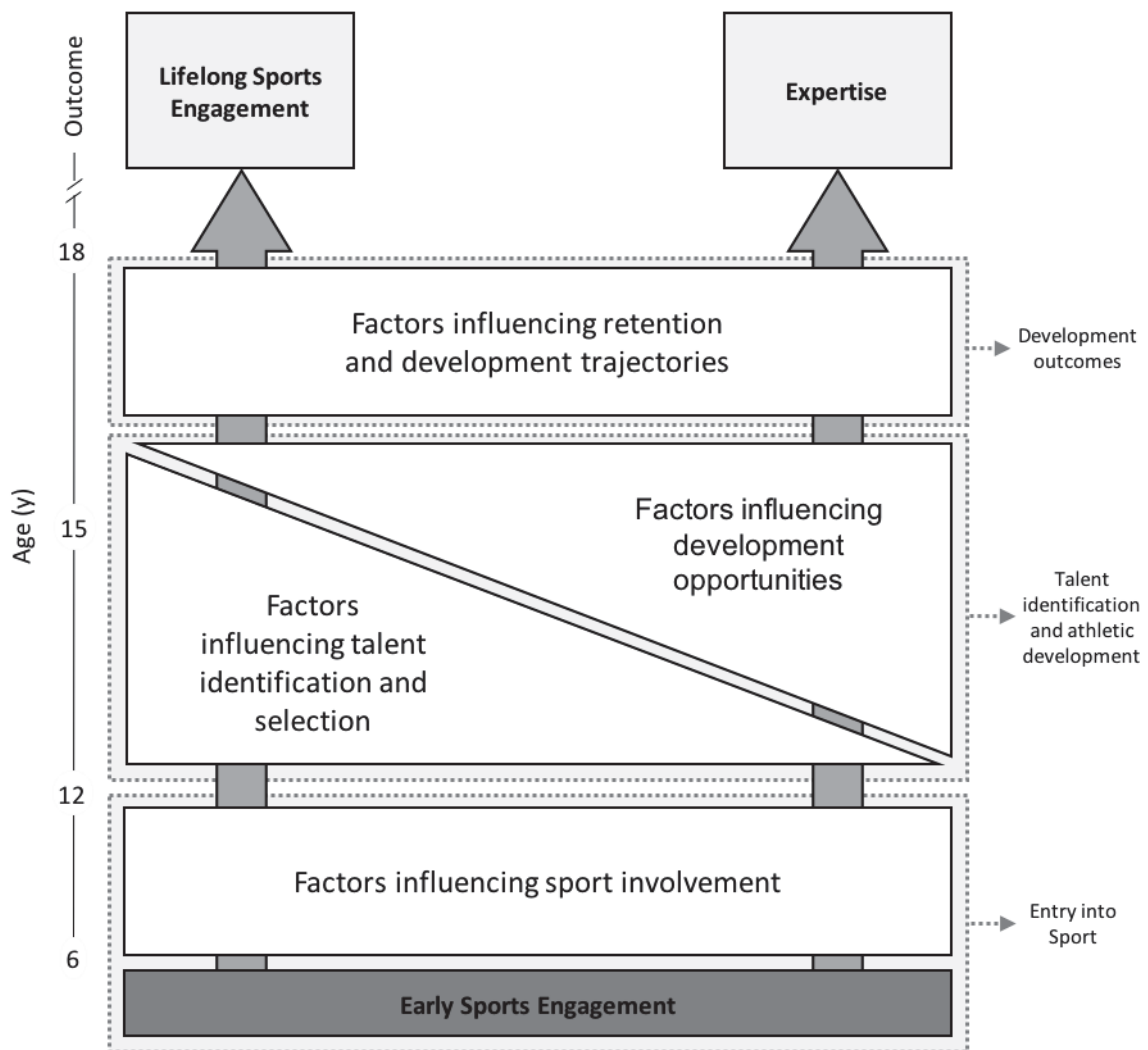 Outcome
Lifelong Sports
Engagement
Expertise
18
Factors influencing retention
and development trajectories
Development
outcomes
Age (y)
15
Factors influencing
development
opportunities
Factors
influencing talent
identification and
selection
Talent
identification
and athletic
development
12
Factors influencing sport involvement
Entry into
Sport
6
Early Sports Engagement